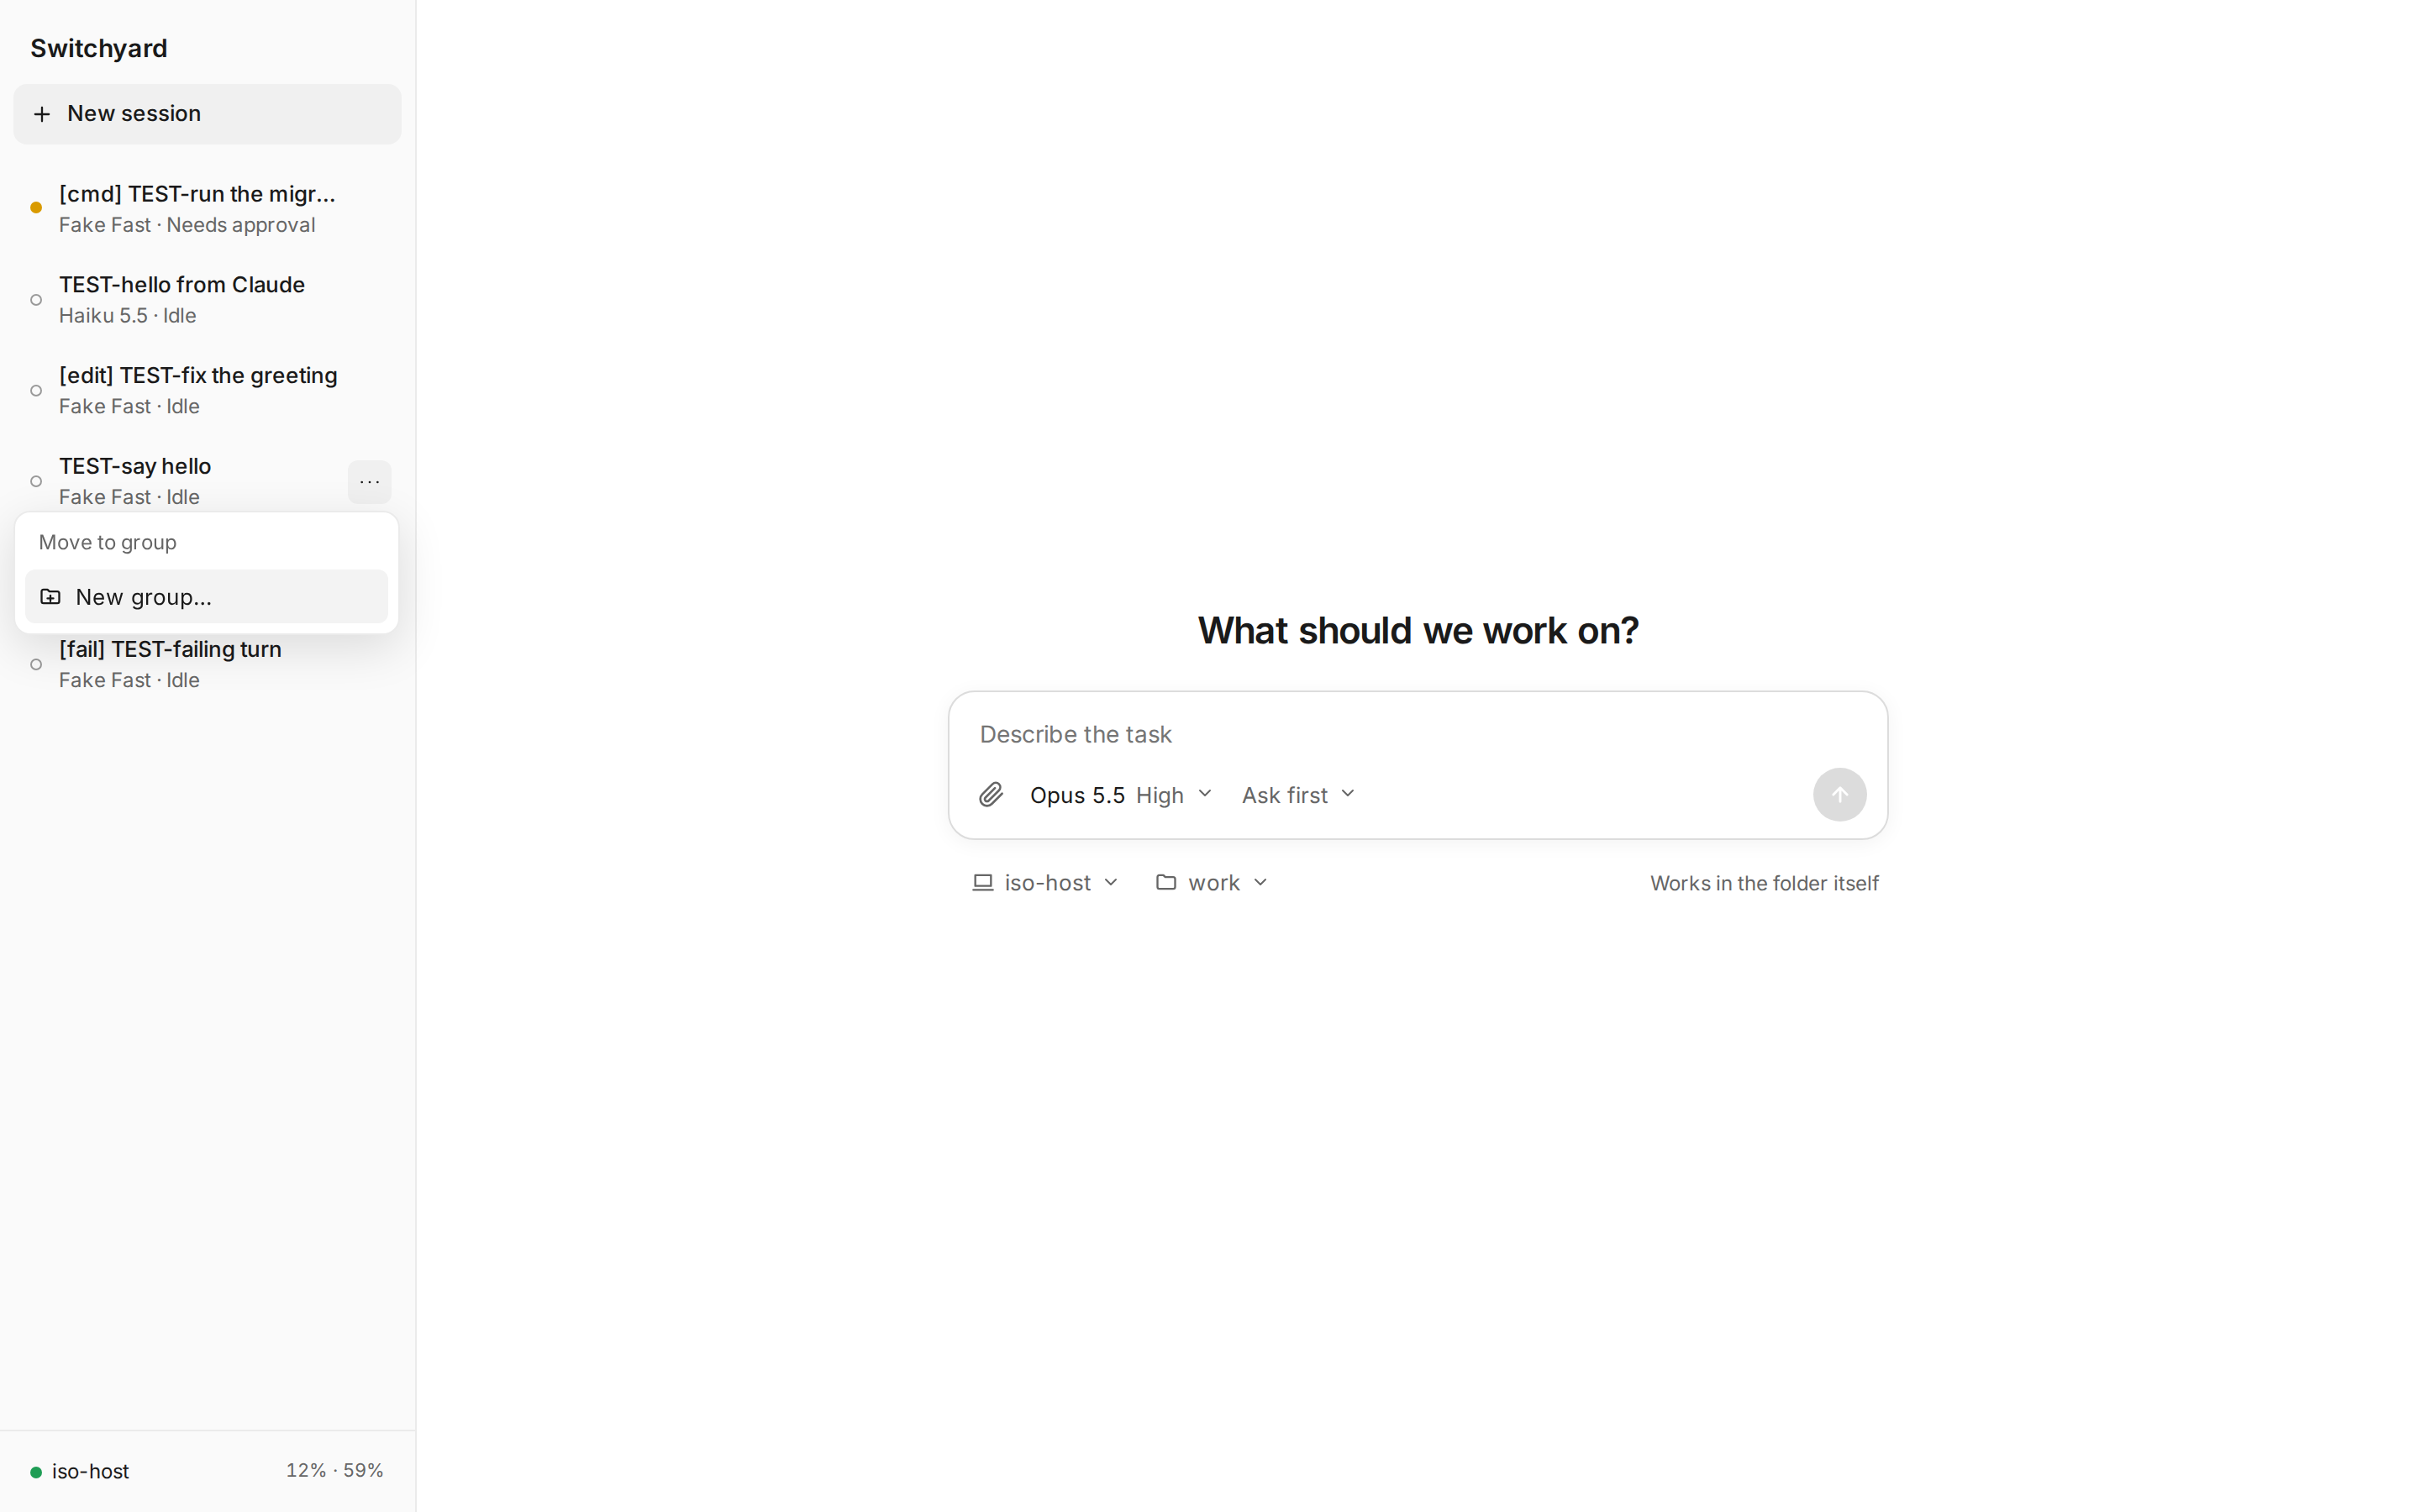 Switchyard
New session
[cmd] TEST-run the migr...
Fake Fast · Needs approval
TEST-hello from Claude
Haiku 5.5 · Idle
[edit] TEST-fix the greeting
Fake Fast · Idle
TEST-say hello
Fake Fast · Idle
Move to group
New group...
[fail] TEST-failing turn
Fake Fast · Idle
iso-host 12% · 59%
What should we work on?
Describe the task
Opus 5.5 High Ask first
iso-host work Works in the folder itself